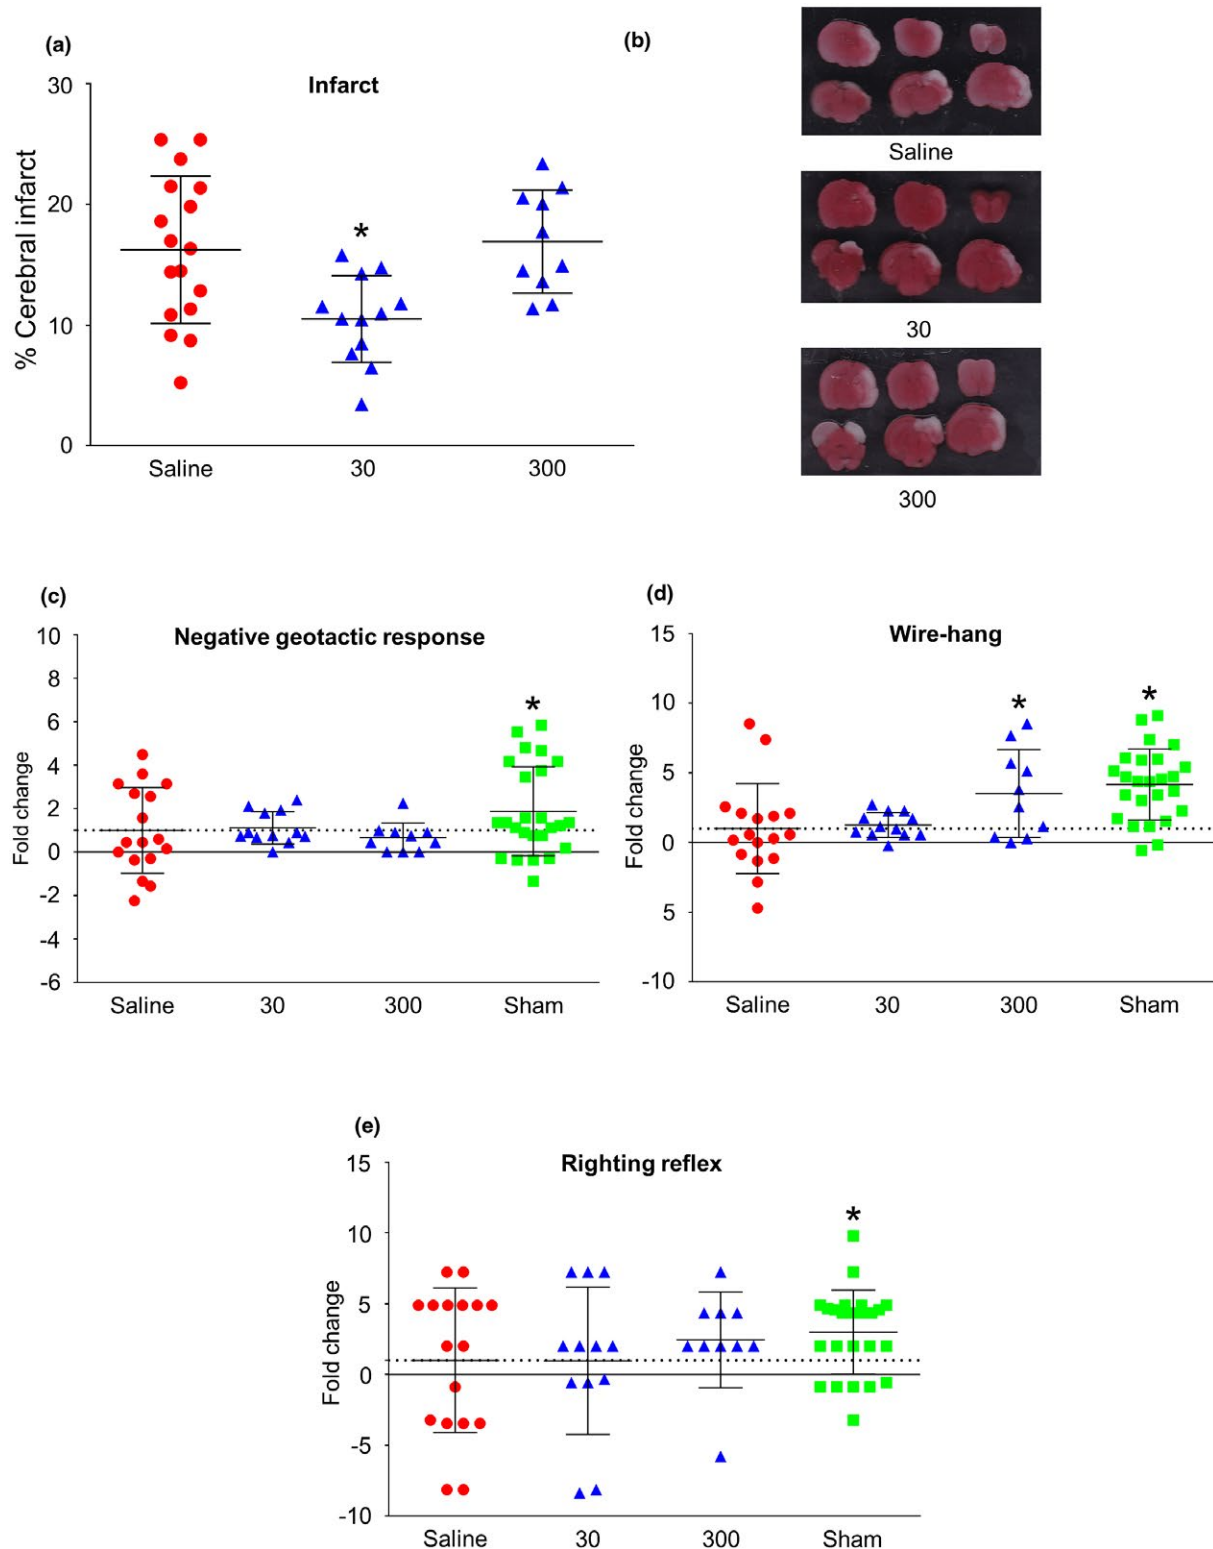 (a)
Infarct
% Cerebral infarct
30
20
10
0
*
Saline
30
300
(b)
Saline
30
300
(c)
Negative geotactic response
Fold change
10
8
6
4
2
0
-2
-4
-6
*
Saline
30
300
Sham
(d)
Wire-hang
Fold change
15
10
5
0
5
-10
*
*
Saline
30
300
Sham
(e)
Righting reflex
Fold change
15
10
5
0
-5
-10
*
Saline
30
300
Sham